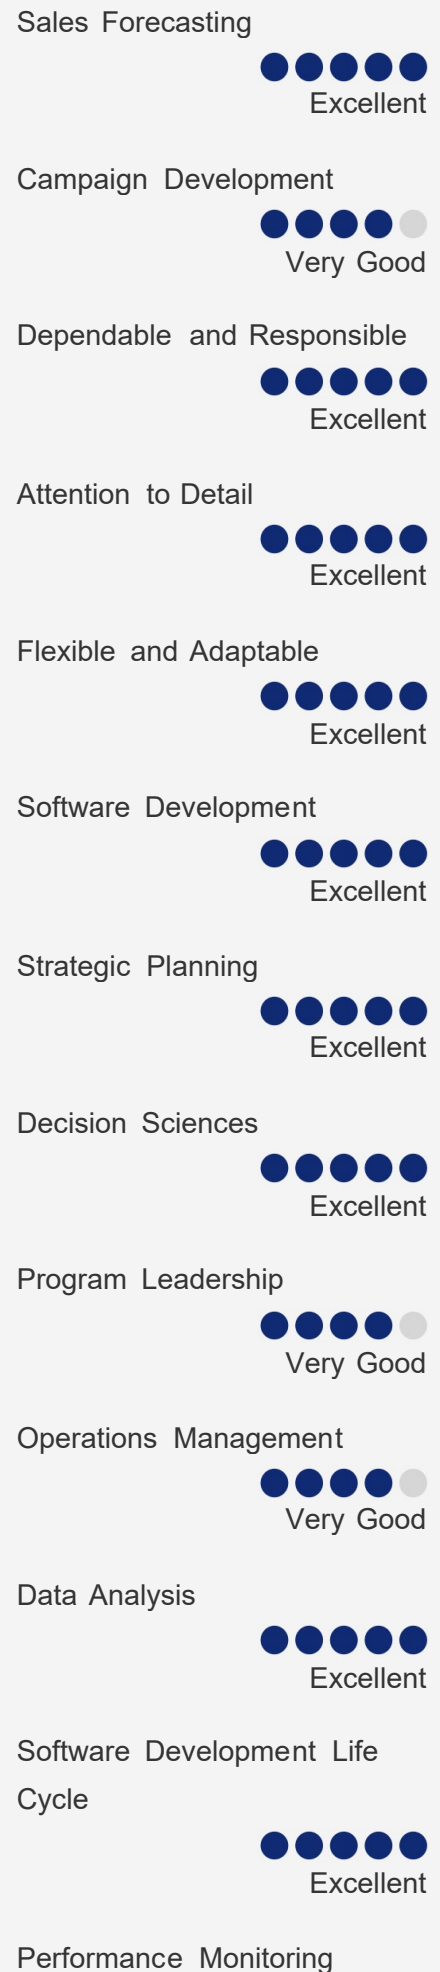 Sales Forecasting
Excellent
Campaign Development
Very Good
Dependable and Responsible
Excellent
Attention to Detail
Excellent
Flexible and Adaptable
Excellent
Software Development
Excellent
Strategic Planning
Excellent
Decision Sciences
Excellent
Program Leadership
Very Good
Operations Management
Very Good
Data Analysis
Excellent
Software Development Life
Cycle
Excellent
Performance Monitoring